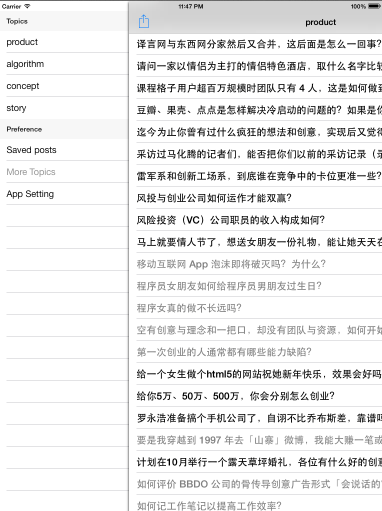 Carrier
11:47 PM
100%
Topics
product
algorithm
concept
story
Preference
Saved posts
More Topics
App Setting
product
译言网与东西网分家然后又合并，这后面是怎么一回事?
请问一家以情侣为主打的情侣特色酒店，取什么名字比较
课程格子用户超百万规模时团队只有 4 人，这是如何做到
豆瓣、果壳、点点是怎样解决冷启动的问题的？如果是你
迄今为止你曾有过什么疯狂的想法和创意，实现后又觉得
采访过马化腾的记者们，能否把你们以前的采访记录（录
雷军系和创新工场系，到底谁在竞争中的卡位更准一些?
风投与创业公司如何运作才能双赢?
风险投资（VC）公司职员的收入构成如何?
马上就要情人节了，想送女朋友一份礼物，能让她天天在
移动互联网 App 泡沫即将破灭吗？为什么?
程序员女朋友如何给程序员男朋友过生日?
程序女真的做不长远吗?
空有创意与理念和一把口，却没有团队与资源，如何开始
第一次创业的人通常都有哪些能力缺陷?
给一个女生做个html5的网站祝她新年快乐，效果会好吗
给你5万、50万、500万，你会分别怎么创业?
罗永浩准备搞个手机公司了，自诩不比乔布斯差，靠谱吗
要是我穿越到 1997 年去「山寨」微博，我能大赚一笔或
计划在10月举行一个露天草坪婚礼，各位有什么好的创意
如何评价 BBDO 公司的骨传导创意广告形式「会说话的
如何记工作笔记以提高工作效率?